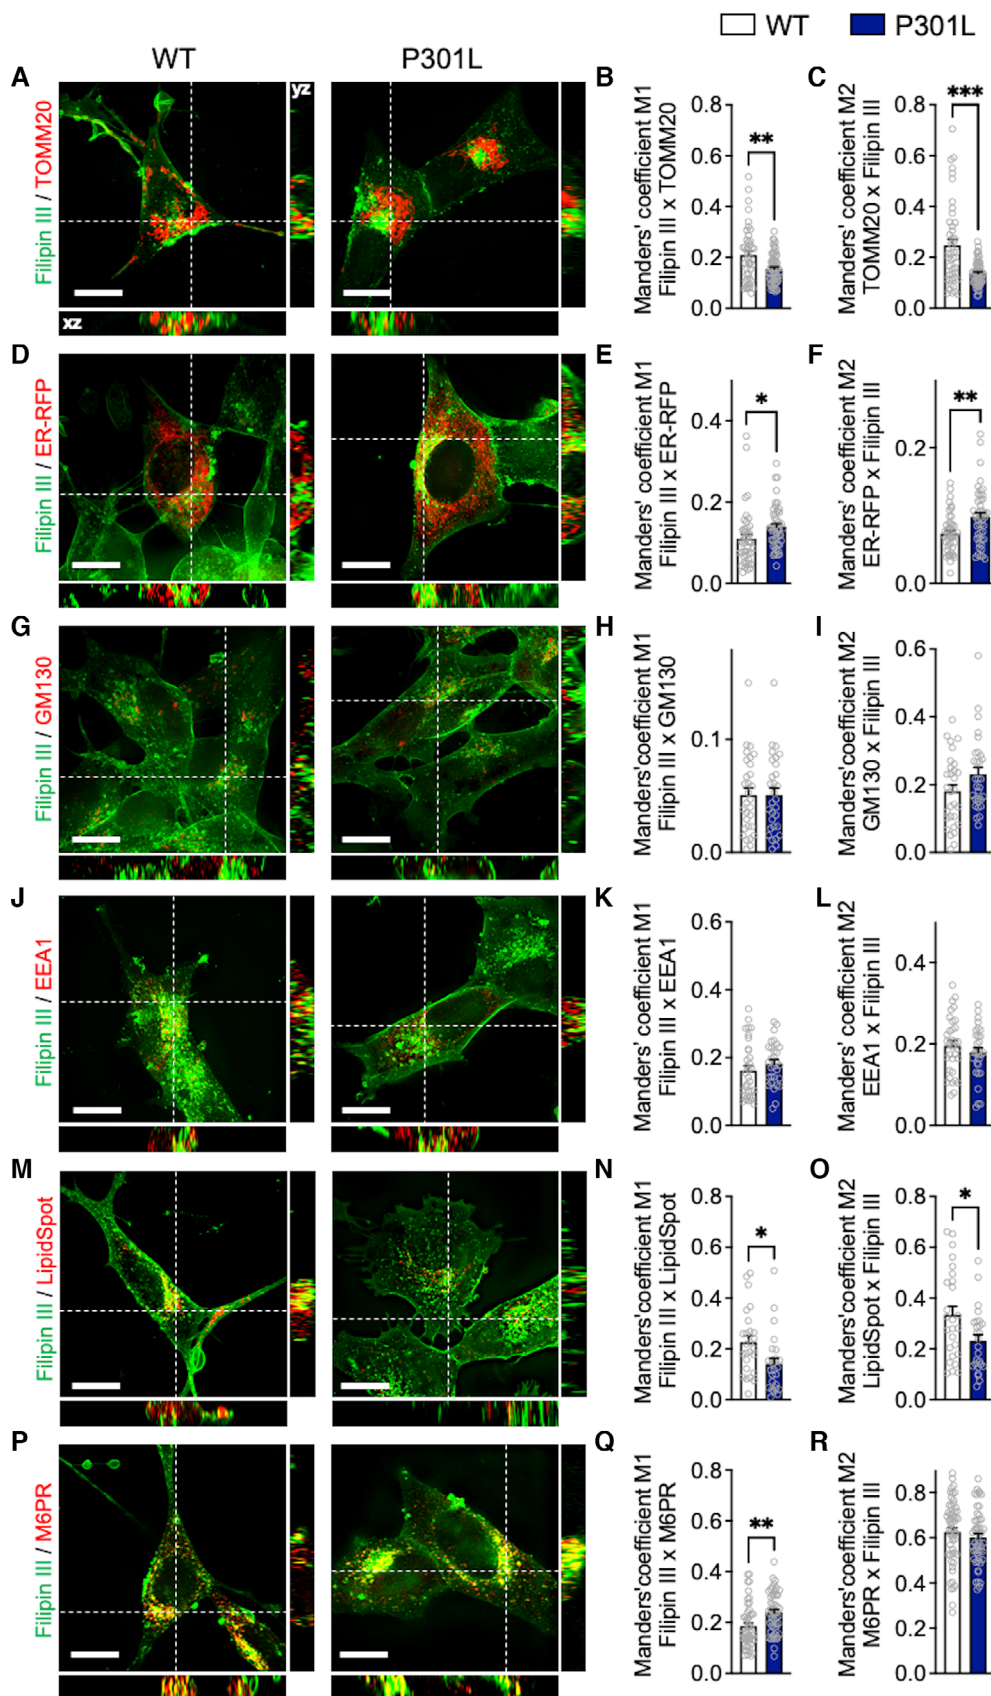 WT P301L
WT P301L
A
Filipin III / TOMM20
yz
xz
B
Manders' coefficient M1
Filipin III x TOMM20
0.8
0.6
0.4
0.2
0.0
**
C
Manders' coefficient M2
TOMM20 x Filipin III
0.8
0.6
0.4
0.2
0.0
***
D
Filipin III / ER-RFP
E
Manders' coefficient M1
Filipin III x ER-RFP
0.4
0.2
0.0
*
F
Manders' coefficient M2
ER-RFP x Filipin III
0.2
0.0
**
G
Filipin III / GM130
H
Manders' coefficient M1
Filipin III x GM130
0.1
0.0
I
Manders'coefficient M2
GM130 x Filipin III
0.6
0.4
0.2
0.0
J
Filipin III / EEA1
K
Manders' coefficient M1
Filipin III x EEA1
0.6
0.4
0.2
0.0
L
Manders' coefficient M2
EEA1 x Filipin III
0.4
0.2
0.0
M
Filipin III / LipidSpot
N
Manders'coefficient M1
Filipin III x LipidSpot
0.8
0.6
0.4
0.2
0.0
*
O
Manders'coefficient M2
LipidSpot x Filipin III
0.8
0.6
0.4
0.2
0.0
*
P
Filipin III / M6PR
Q
Manders'coefficient M1
Filipin III x M6PR
0.8
0.6
0.4
0.2
0.0
**
R
Manders'coefficient M2
M6PR x Filipin III
0.8
0.6
0.4
0.2
0.0